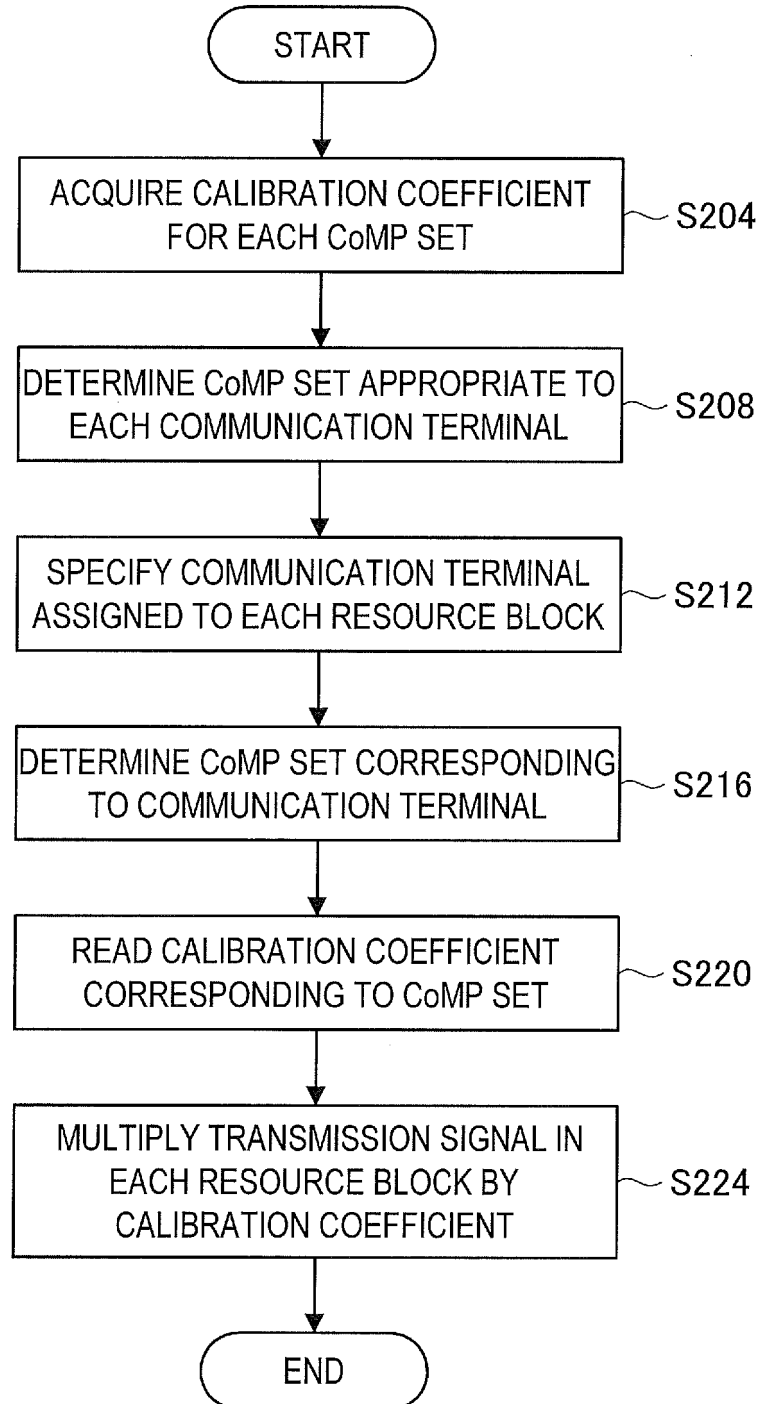 START
ACQUIRE CALIBRATION COEFFICIENT
FOR EACH CoMP SET
S204
DETERMINE CoMP SET APPROPRIATE TO
EACH COMMUNICATION TERMINAL
S208
SPECIFY COMMUNICATION TERMINAL
ASSIGNED TO EACH RESOURCE BLOCK
S212
DETERMINE CoMP SET CORRESPONDING
TO COMMUNICATION TERMINAL
S216
READ CALIBRATION COEFFICIENT
CORRESPONDING TO CoMP SET
S220
MULTIPLY TRANSMISSION SIGNAL IN
EACH RESOURCE BLOCK BY
CALIBRATION COEFFICIENT
S224
END